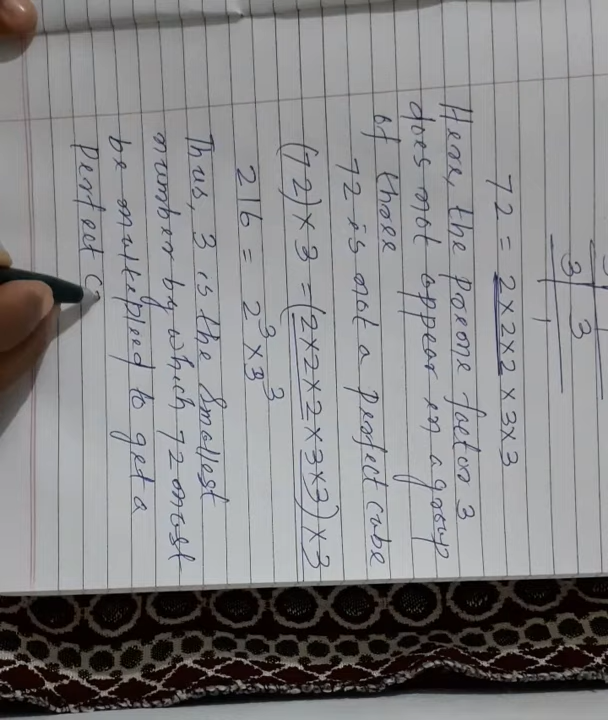 3 | 3
1
72 = 2×2×2×3×3
Here, the prime factor 3
does not appear in a group
of three
72 is not a perfect cube
(72)×3 = (2×2×2×3×3)×3
216 = 2³×3³
Thus, 3 is the smallest
number by which 72 must
be multiplied to get a
Perfect c